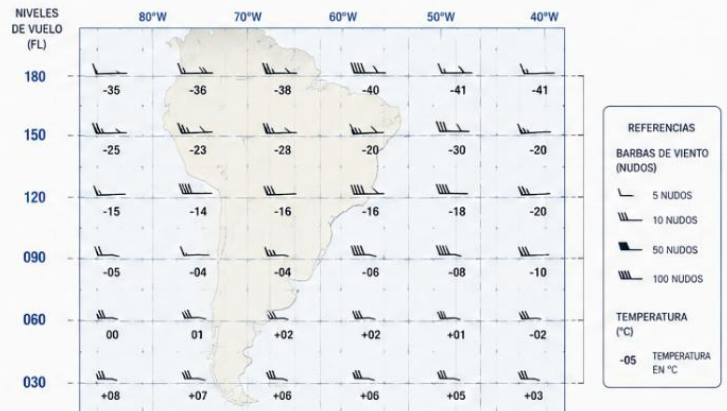 NIVELES
DE VUELO
(FL)
80°W 70°W 60°W 50°W 40°W
180
-35 -36 -38 -40 -41 -41
150
-25 -23 -28 -20 -30 -20
120
-15 -14 -16 -16 -18 -20
090
-05 -04 -04 -06 -08 -10
060
00 01 +02 +02 +01 -02
030
+08 +07 +06 +06 +05 +03
REFERENCIAS
BARBAS DE VIENTO
(NUDOS)
5 NUDOS
10 NUDOS
50 NUDOS
100 NUDOS
TEMPERATURA
(°C)
-05 TEMPERATURA
EN °C